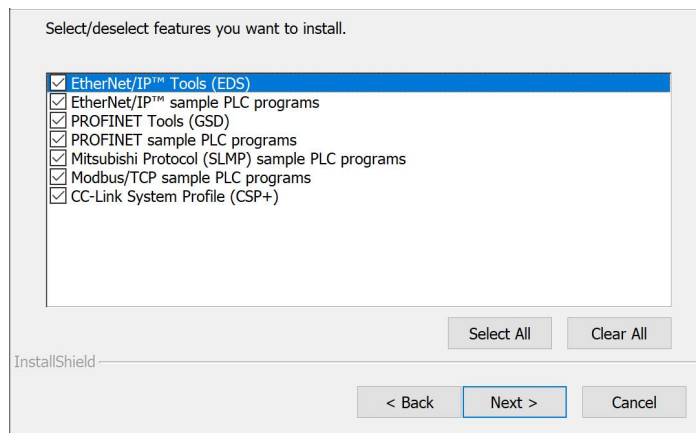 Select/deselect features you want to install.
EtherNet/IP™ Tools (EDS)
EtherNet/IP™ sample PLC programs
PROFINET Tools (GSD)
PROFINET sample PLC programs
Mitsubishi Protocol (SLMP) sample PLC programs
Modbus/TCP sample PLC programs
CC-Link System Profile (CSP+)
Select All Clear All
InstallShield
< Back Next > Cancel